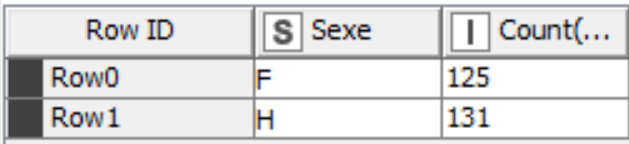 Row ID S Sexe I Count(...
Row0 F 125
Row1 H 131